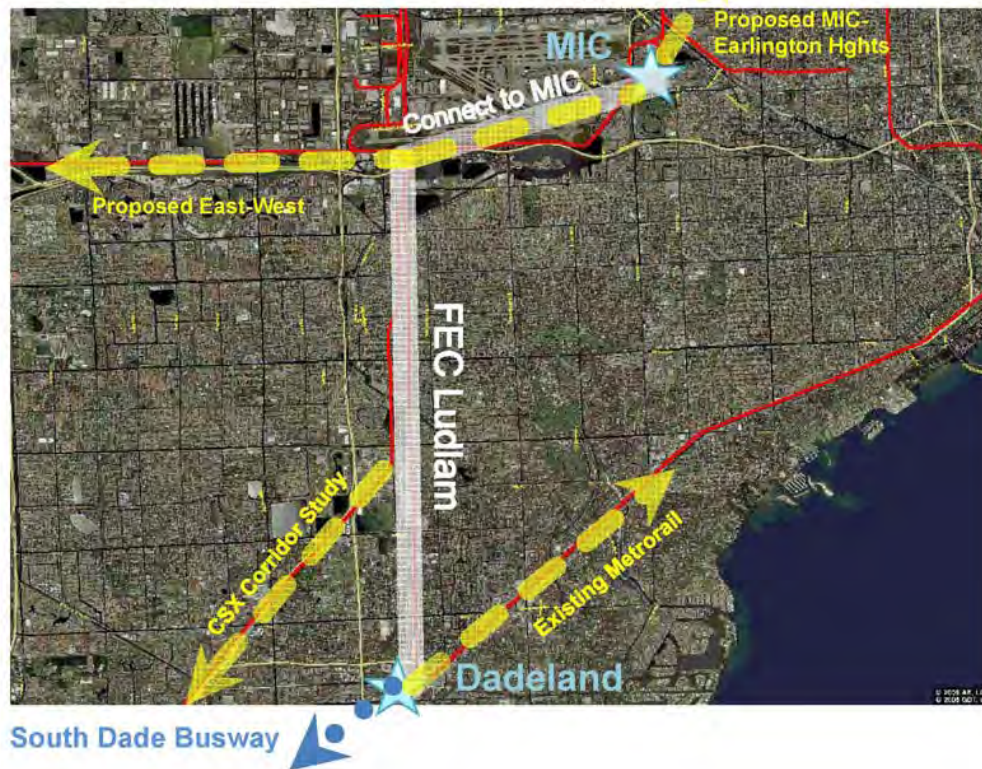 Proposed MIC-
Earlington Hghts
MIC
Connect to MIC
Proposed East-West
FEC Ludlam
CSX Corridor Study
Existing Metrorail
Dadeland
South Dade Busway